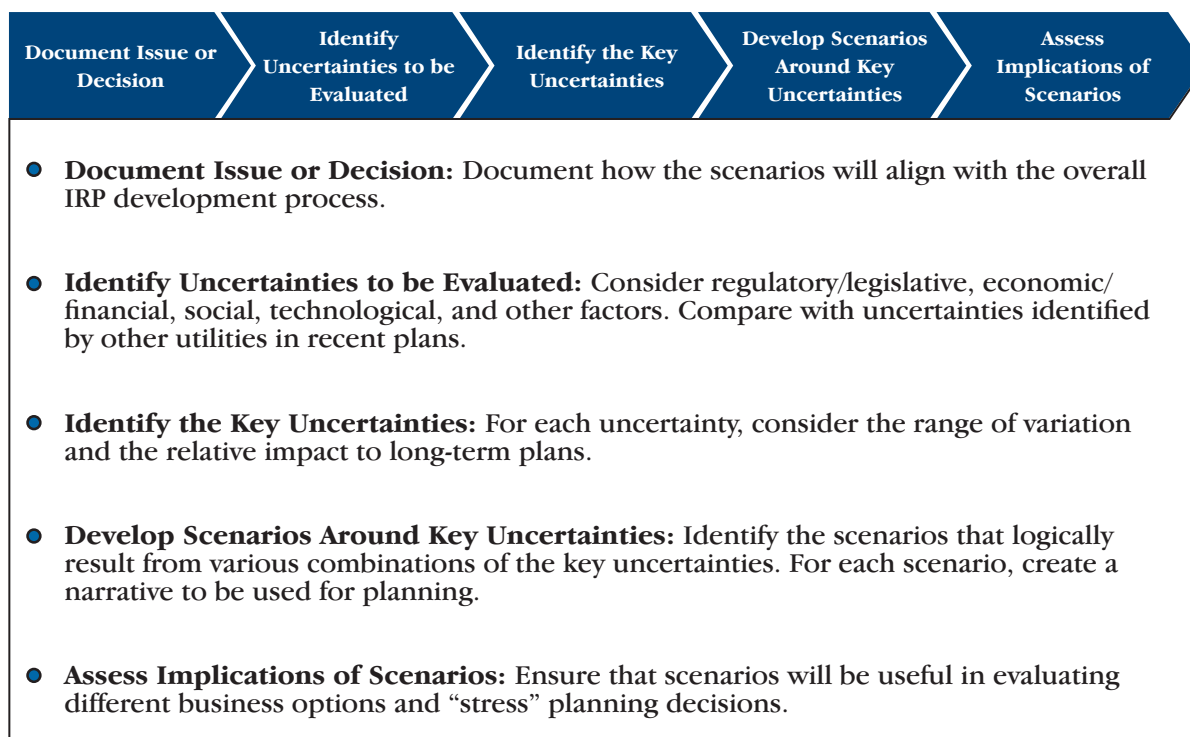 Document Issue or
Decision
Identify
Uncertainties to be
Evaluated
Identify the Key
Uncertainties
Develop Scenarios
Around Key
Uncertainties
Assess
Implications of
Scenarios
Document Issue or Decision: Document how the scenarios will align with the overall
IRP development process.
Identify Uncertainties to be Evaluated: Consider regulatory/legislative, economic/
financial, social, technological, and other factors. Compare with uncertainties identified
by other utilities in recent plans.
Identify the Key Uncertainties: For each uncertainty, consider the range of variation
and the relative impact to long-term plans.
Develop Scenarios Around Key Uncertainties: Identify the scenarios that logically
result from various combinations of the key uncertainties. For each scenario, create a
narrative to be used for planning.
Assess Implications of Scenarios: Ensure that scenarios will be useful in evaluating
different business options and “stress” planning decisions.